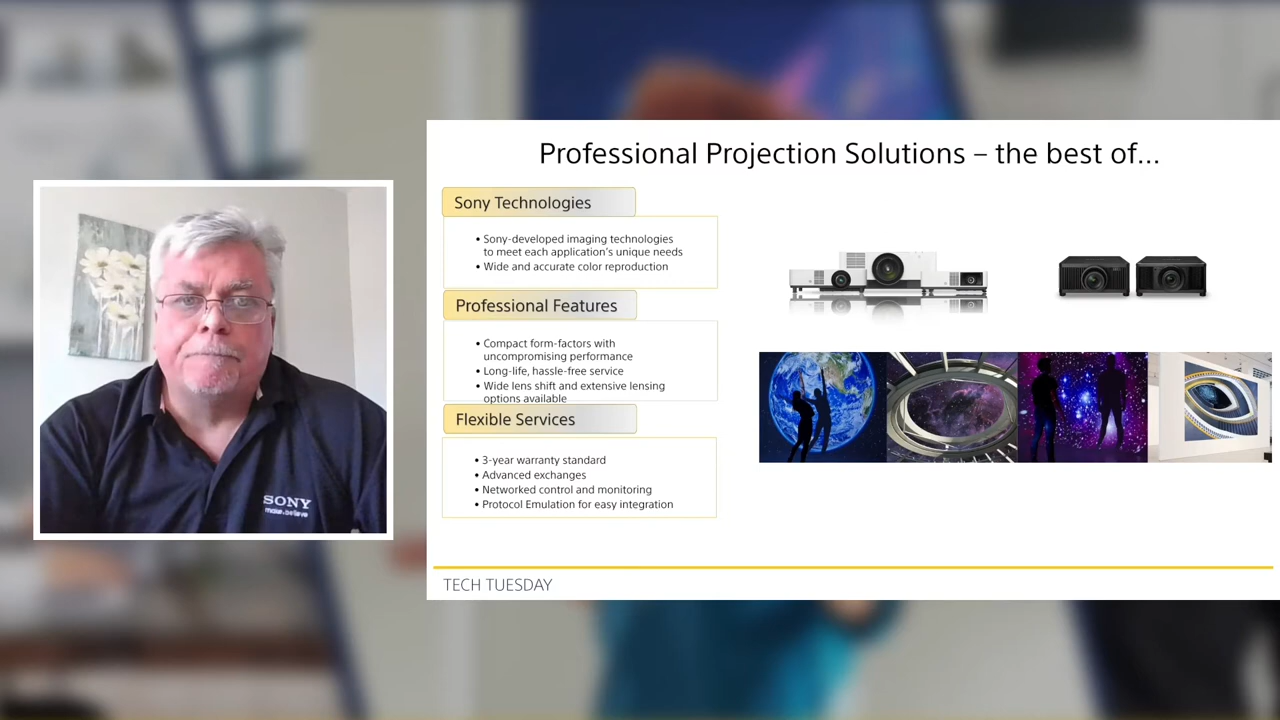 Professional Projection Solutions – the best of...
Sony Technologies
• Sony-developed imaging technologies
to meet each application's unique needs
• Wide and accurate color reproduction
Professional Features
• Compact form-factors with
uncompromising performance
• Long-life, hassle-free service
• Wide lens shift and extensive lensing
options available
Flexible Services
• 3-year warranty standard
• Advanced exchanges
• Networked control and monitoring
• Protocol Emulation for easy integration
TECH TUESDAY
SONY
make.believe